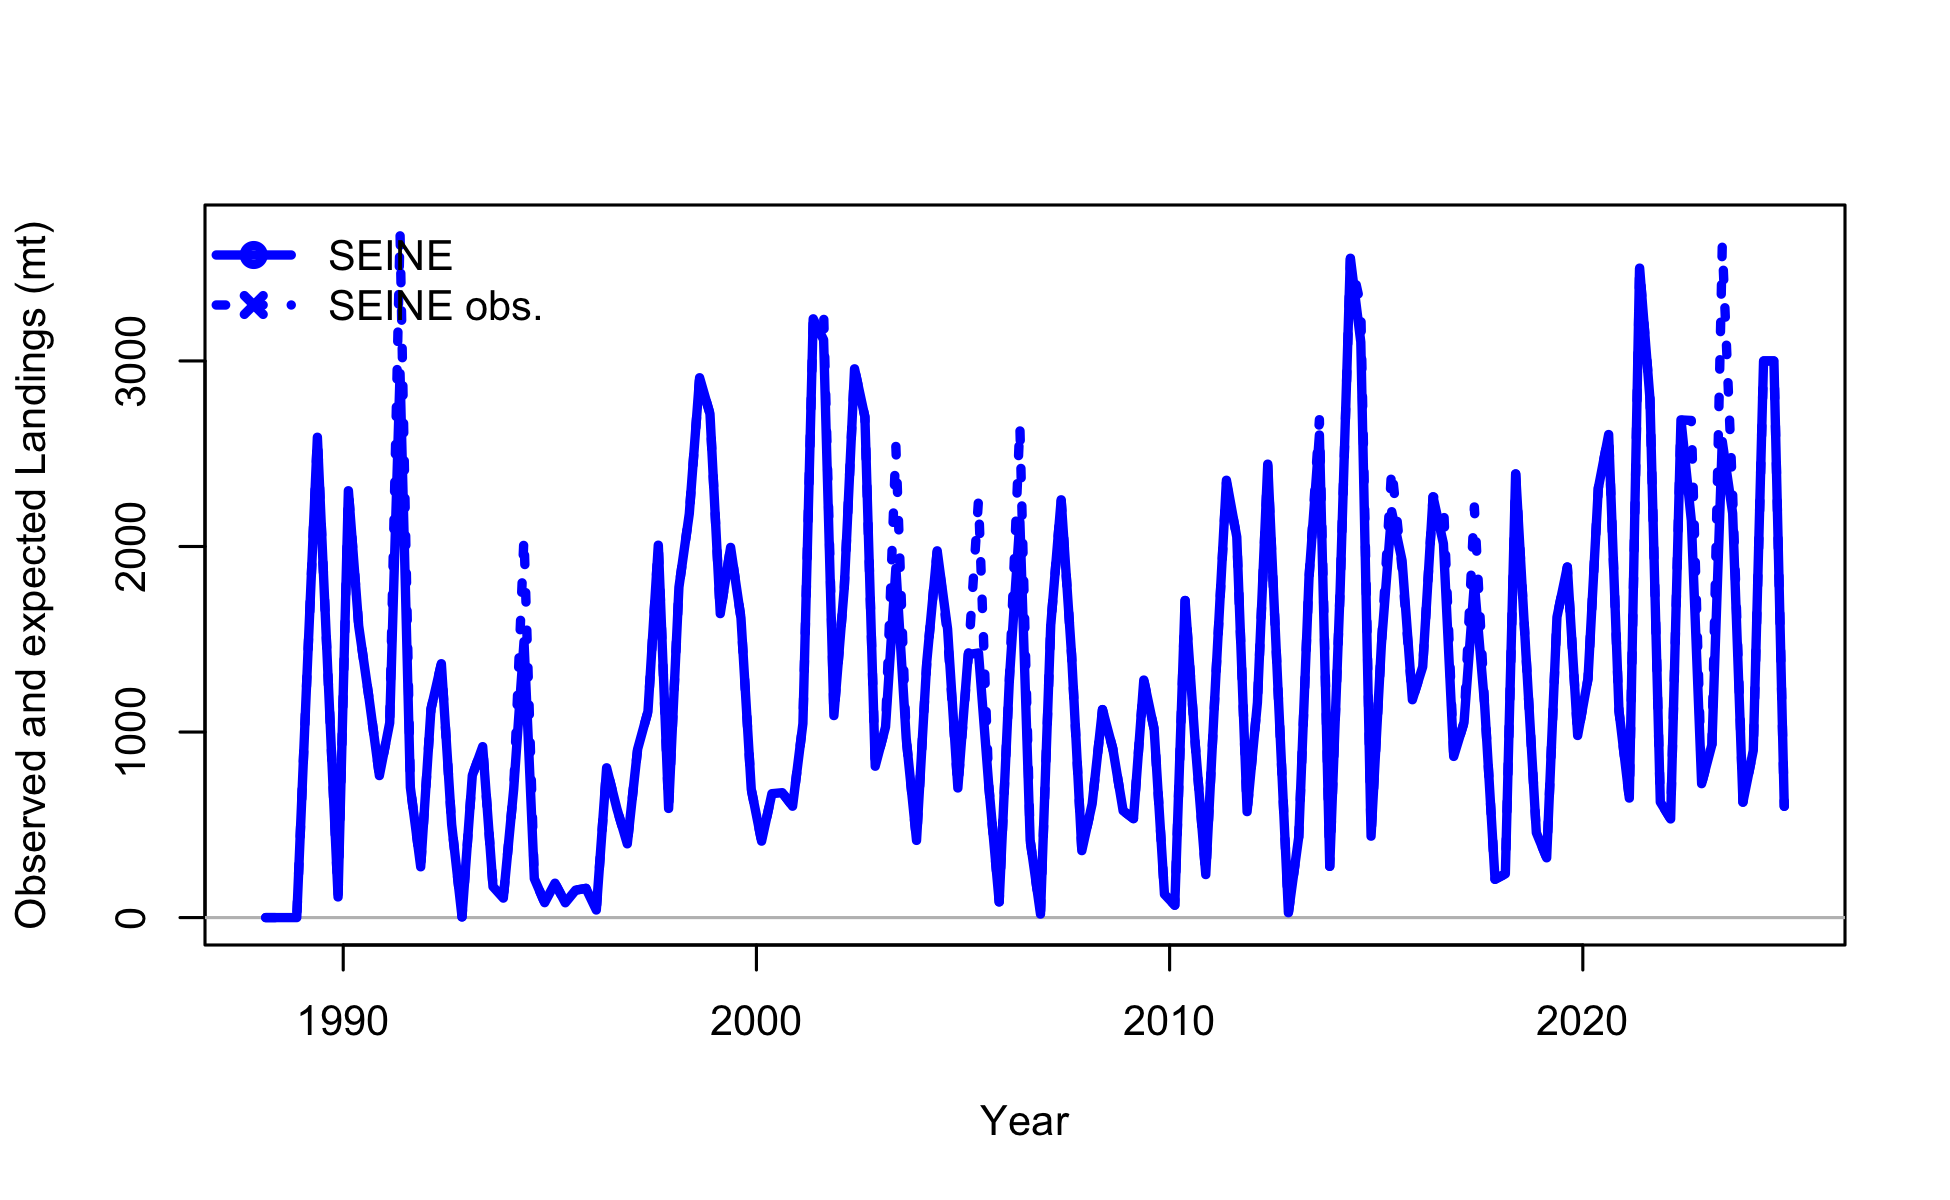 SEINE
SEINE obs.
Observed and expected Landings (mt)
3000
2000
1000
0
1990 2000 2010 2020
Year